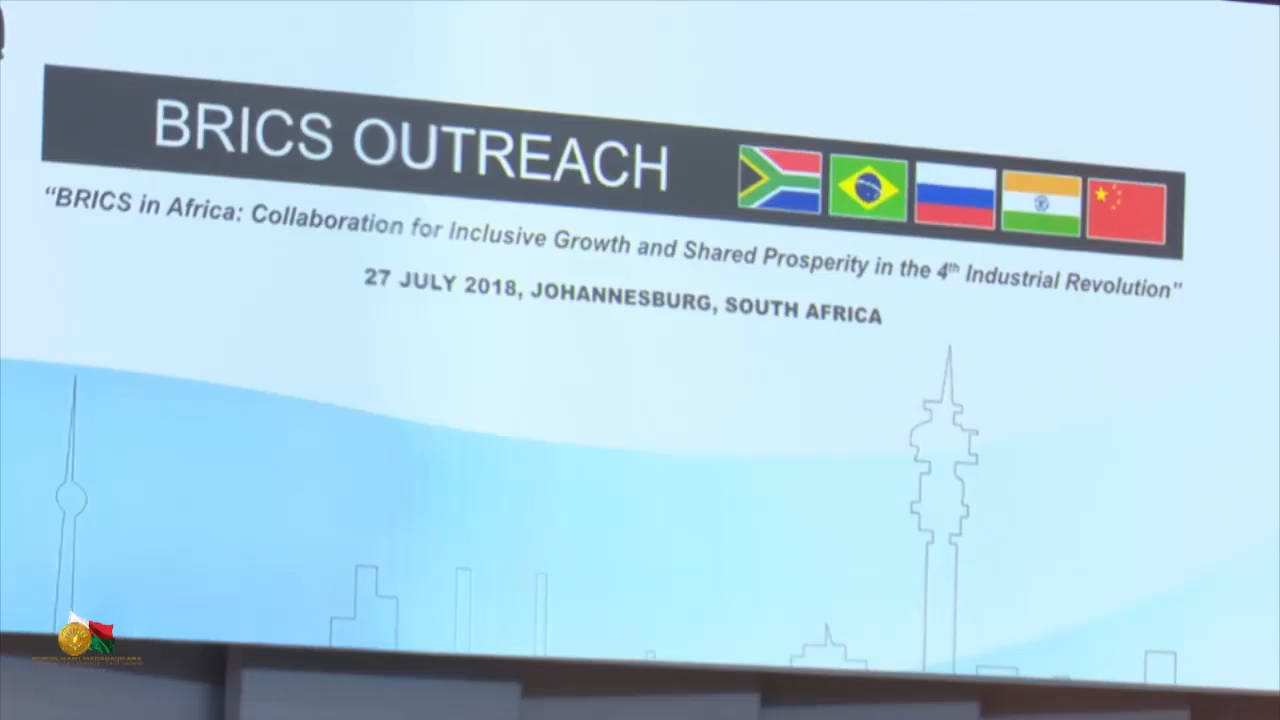 BRICS OUTREACH
“BRICS in Africa: Collaboration for Inclusive Growth and Shared Prosperity in the 4th Industrial Revolution”
27 JULY 2018, JOHANNESBURG, SOUTH AFRICA